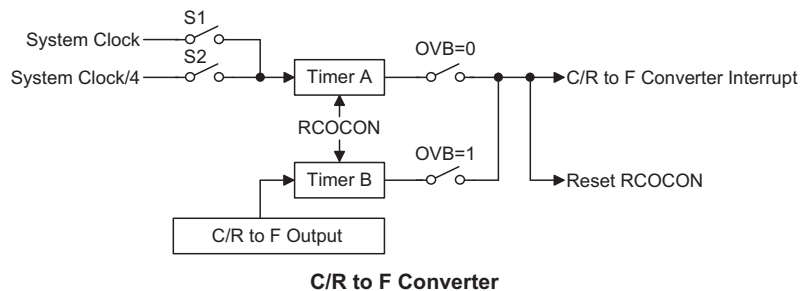 S1
System Clock
S2
OVB=0
System Clock/4
Timer A
C/R to F Converter Interrupt
RCOCON
OVB=1
Timer B
Reset RCOCON
C/R to F Output
C/R to F Converter